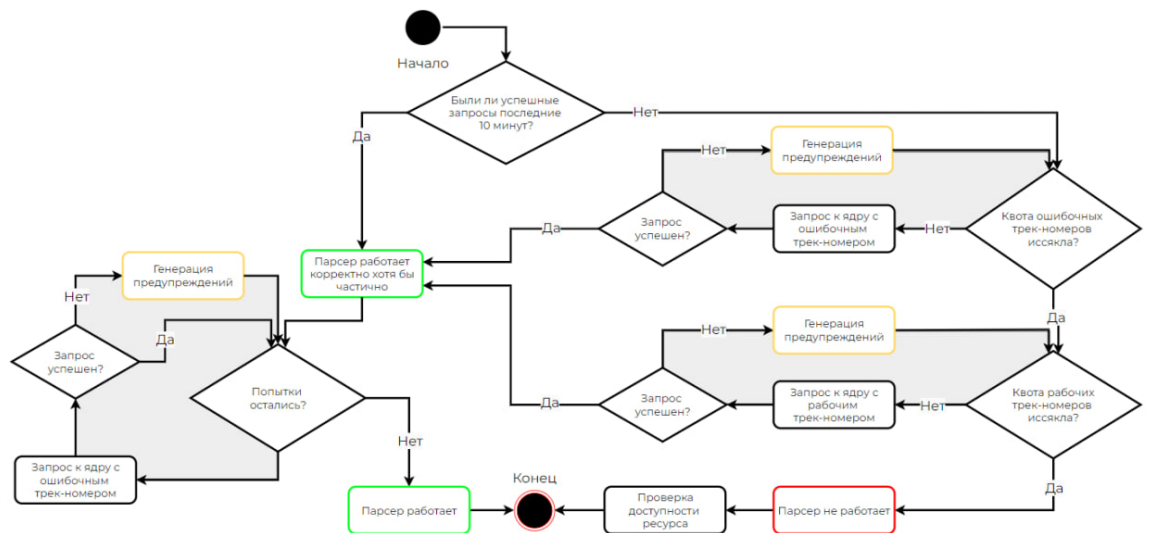 Начало
Были ли успешные
запросы последние
10 минут?
Да
Нет
Генерация
предупреждений
Нет
Запрос
успешен?
Да
Запрос к ядру с
ошибочным
трек-номером
Нет
Квота ошибочных
трек-номеров
иссякла?
Да
Парсер работает
корректно хотя бы
частично
Генерация
предупреждений
Нет
Да
Запрос
успешен?
Запрос к ядру с
ошибочным
трек-номером
Попытки
остались?
Нет
Генерация
предупреждений
Нет
Запрос
успешен?
Да
Запрос к ядру с
рабочим
трек-номером
Нет
Квота рабочих
трек-номеров
иссякла?
Да
Парсер работает
Конец
Проверка
доступности
ресурса
Парсер не работает